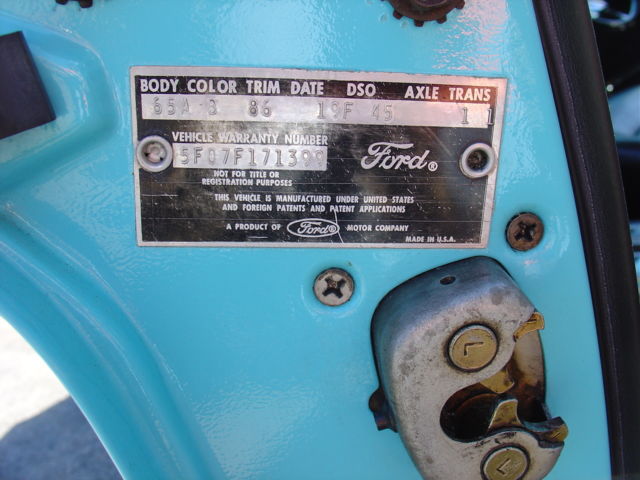 BODY COLOR TRIM DATE DSO AXLE TRANS
65A 3 86 19F 45 1 1
VEHICLE WARRANTY NUMBER
5F07F171399
Ford®
NOT FOR TITLE OR
REGISTRATION PURPOSES
THIS VEHICLE IS MANUFACTURED UNDER UNITED STATES
AND FOREIGN PATENTS AND PATENT APPLICATIONS
A PRODUCT OF Ford® MOTOR COMPANY
MADE IN U.S.A.
L
L